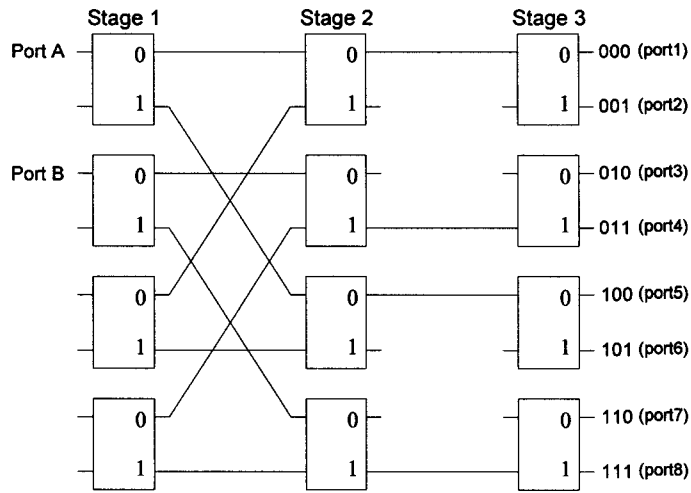 Stage 1 Stage 2 Stage 3
Port A 0 0 0 000 (port1)
1 1 1 001 (port2)
Port B 0 0 0 010 (port3)
1 1 1 011 (port4)
0 0 0 100 (port5)
1 1 1 101 (port6)
0 0 0 110 (port7)
1 1 1 111 (port8)